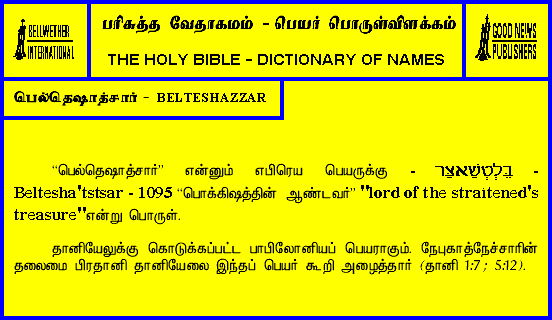 BELLWETHER
INTERNATIONAL
பரிசுத்த வேதாகமம் - பெயர் பொருள்விளக்கம்
THE HOLY BIBLE - DICTIONARY OF NAMES
GOOD NEWS
PUBLISHERS
பெல்தெஷாத்சார் - BELTESHAZZAR
“பெல்தெஷாத்சார்” என்னும் எபிரெய பெயருக்கு - בֵּלְטְשַׁאצַּר -
Beltesha'tstsar - 1095 “பொக்கிஷத்தின் ஆண்டவர்” "lord of the straitened's
treasure" என்று பொருள்.
தானியேலுக்கு கொடுக்கப்பட்ட பாபிலோனியப் பெயராகும். நேபுகாத்நேச்சாரின்
தலைமை பிரதானி தானியேலை இந்தப் பெயர் கூறி அழைத்தார் (தானி 1:7 ; 5:12).